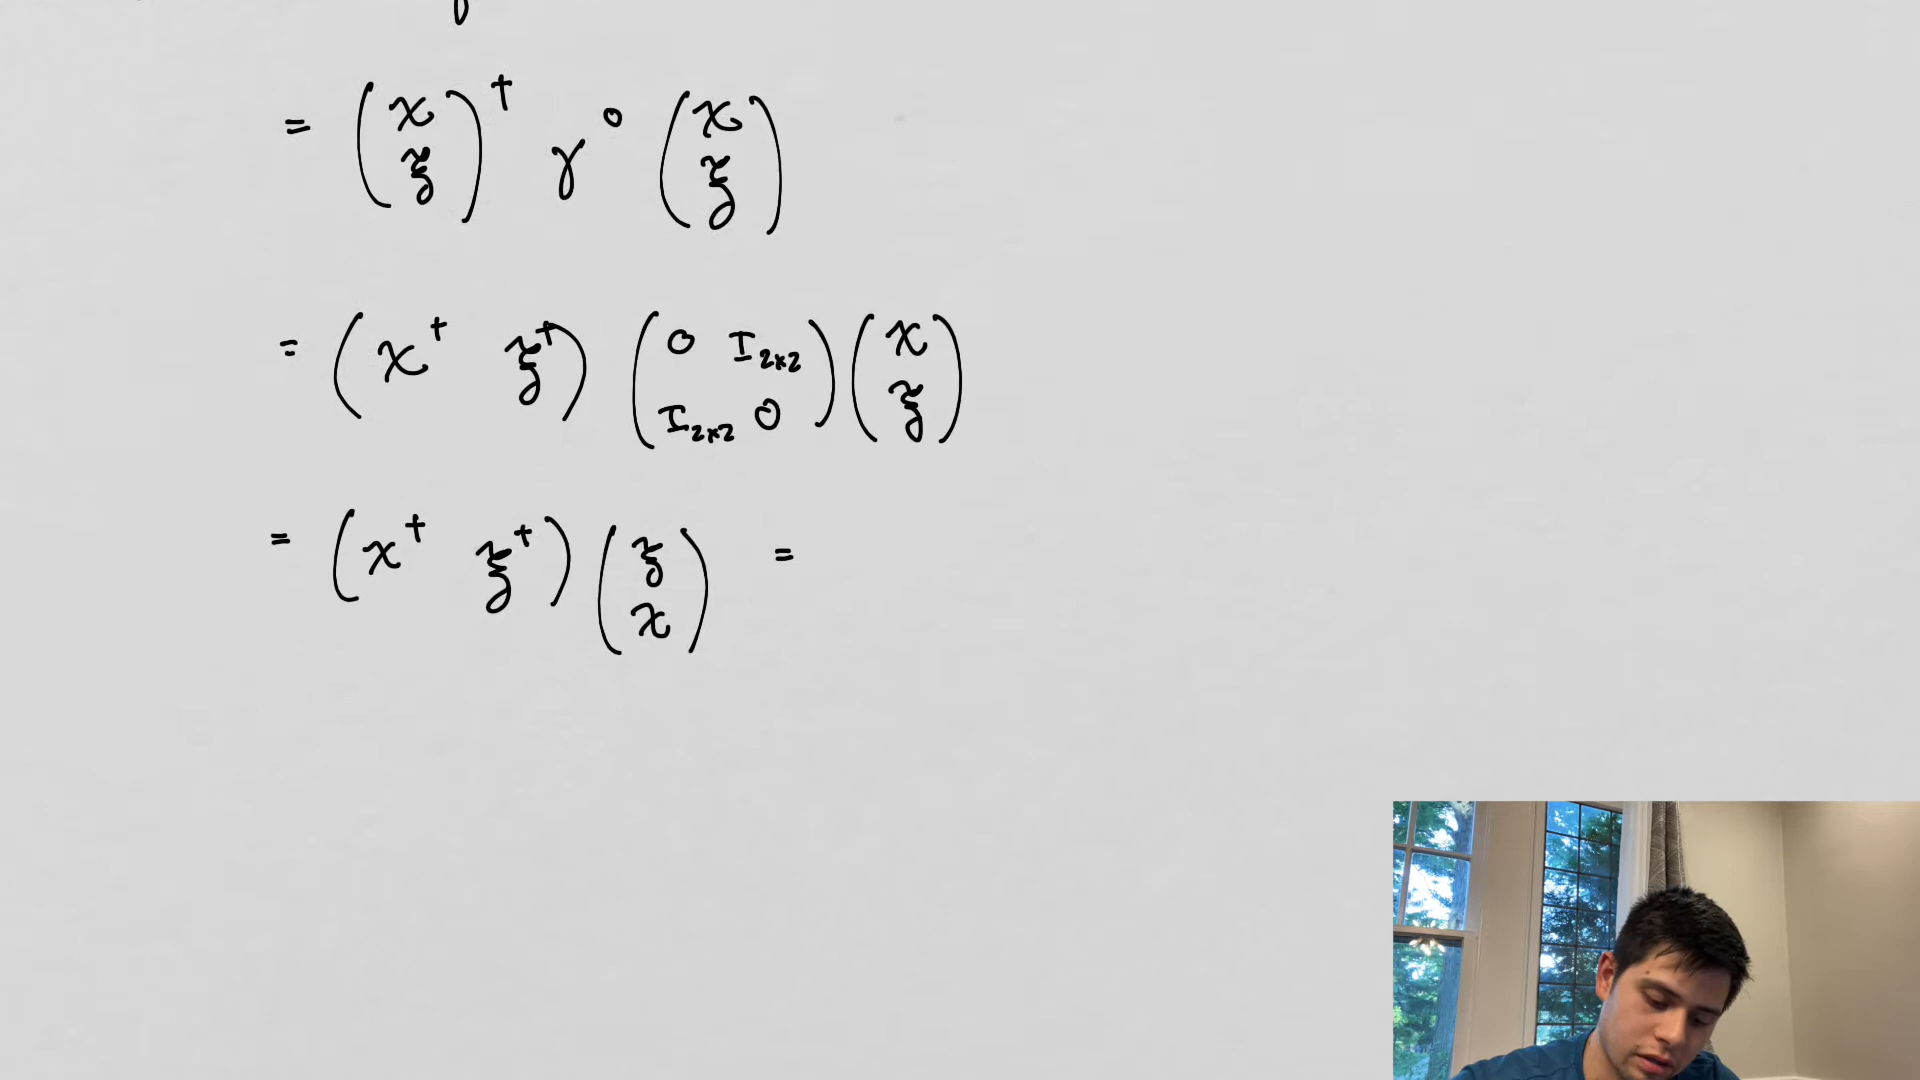 = (χ ξ)† γ⁰ (χ ξ)
= (χ† ξ†) (0 I₂ₓ₂ I₂ₓ₂ 0) (χ ξ)
= (χ† ξ†) (ξ χ) =